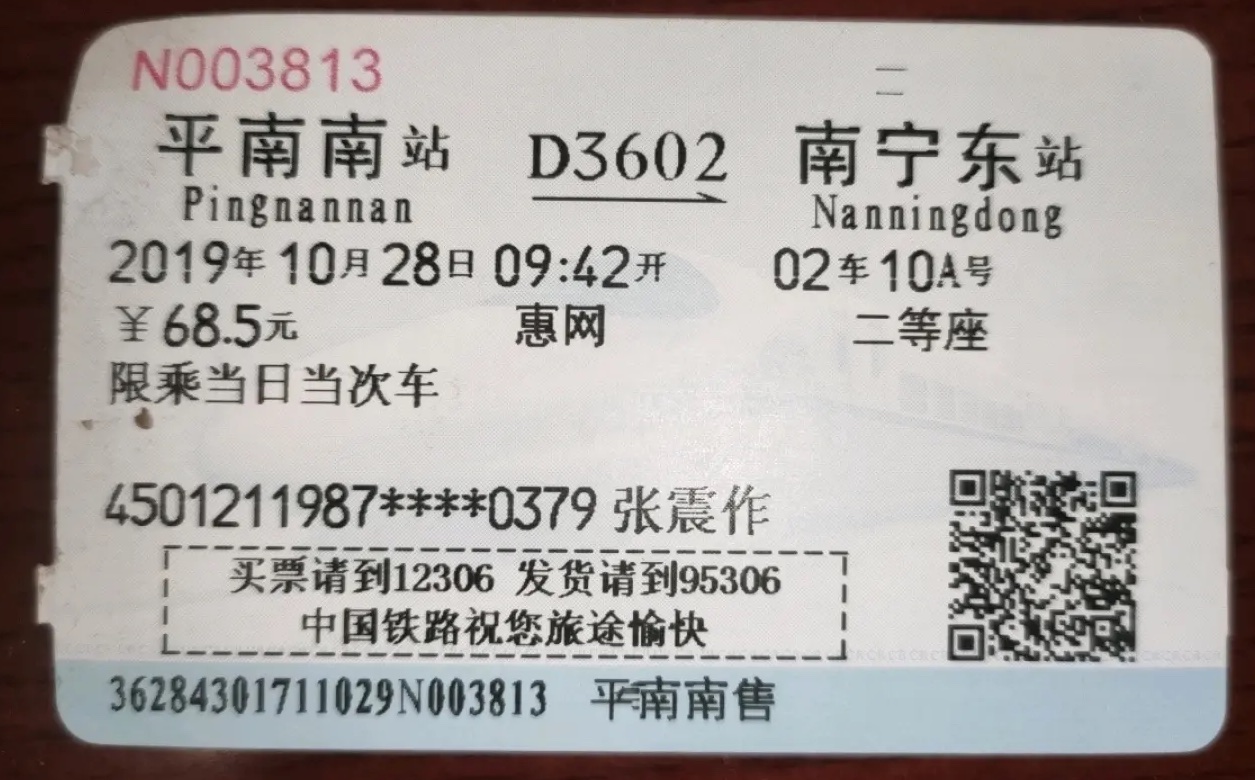 N003813
平南南站 D3602 南宁东站
Pingnannan Nanningdong
2019年10月28日09:42开 02车10A号
￥68.5元 惠网 二等座
限乘当日当次车
4501211987****0379 张震作
买票请到12306 发货请到95306
中国铁路祝您旅途愉快
36284301711029N003813 平南南售